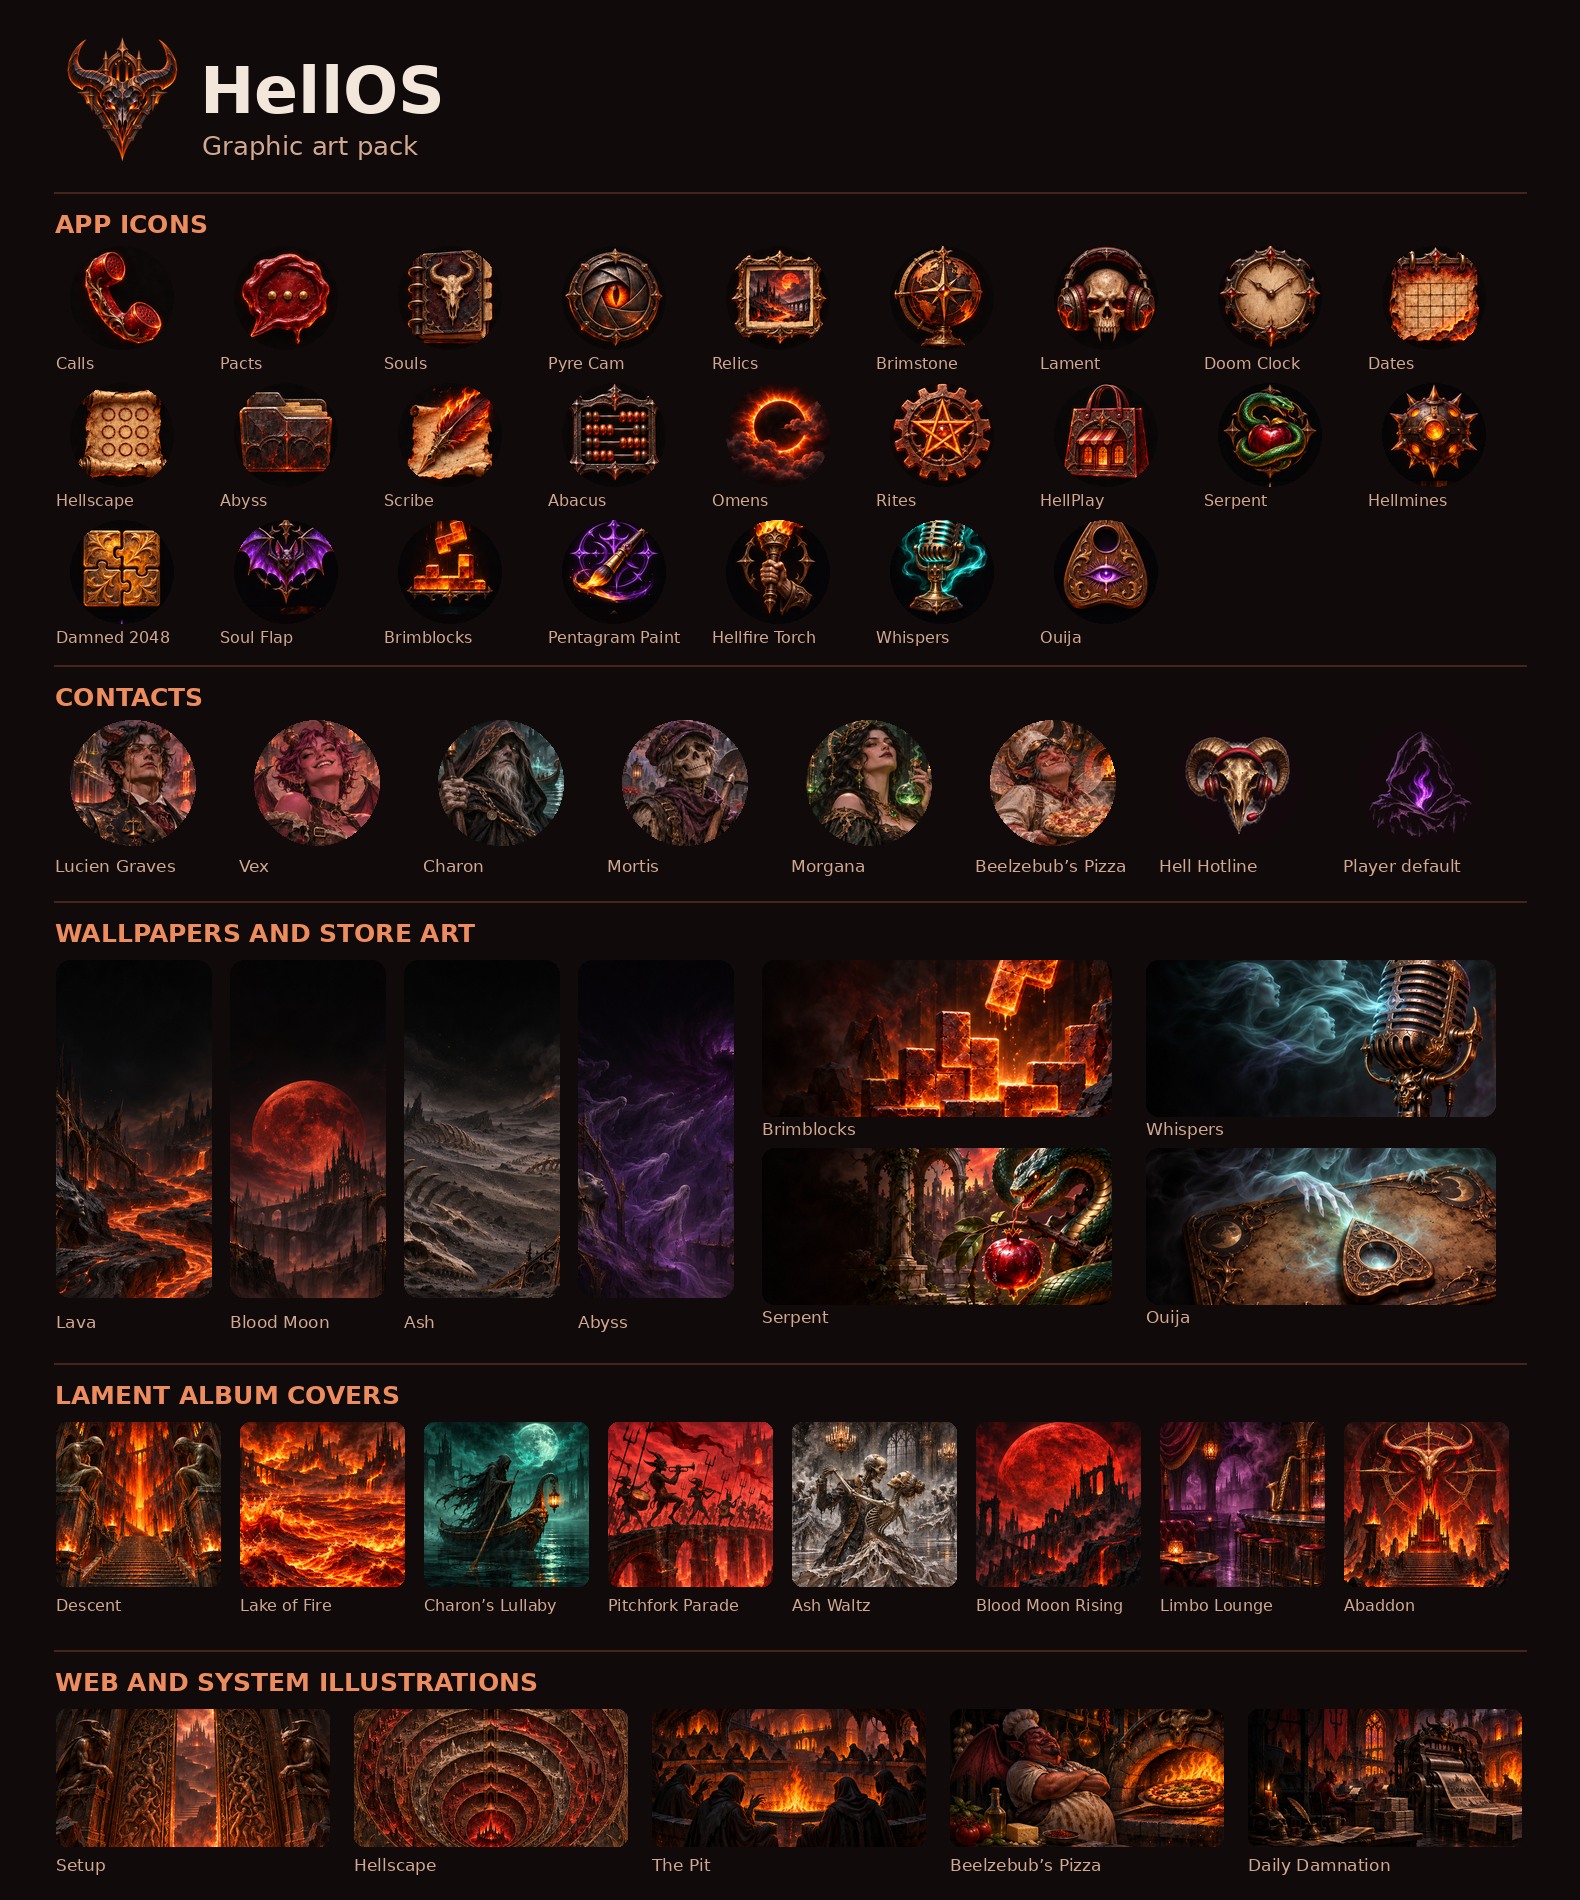 HellOS
Graphic art pack
APP ICONS
Calls
Pacts
Souls
Pyre Cam
Relics
Brimstone
Lament
Doom Clock
Dates
Hellscape
Abyss
Scribe
Abacus
Omens
Rites
HellPlay
Serpent
Hellmines
Damned 2048
Soul Flap
Brimblocks
Pentagram Paint
Hellfire Torch
Whispers
Ouija
CONTACTS
Lucien Graves
Vex
Charon
Mortis
Morgana
Beelzebub’s Pizza
Hell Hotline
Player default
WALLPAPERS AND STORE ART
Lava
Blood Moon
Ash
Abyss
Brimblocks
Whispers
Serpent
Ouija
LAMENT ALBUM COVERS
Descent
Lake of Fire
Charon’s Lullaby
Pitchfork Parade
Ash Waltz
Blood Moon Rising
Limbo Lounge
Abaddon
WEB AND SYSTEM ILLUSTRATIONS
Setup
Hellscape
The Pit
Beelzebub’s Pizza
Daily Damnation